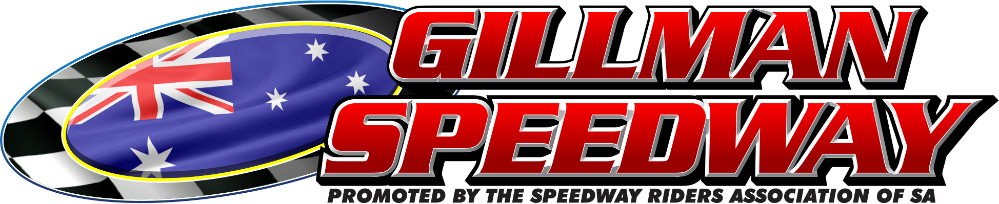 GILLMAN
SPEEDWAY
PROMOTED BY THE SPEEDWAY RIDERS ASSOCIATION OF SA